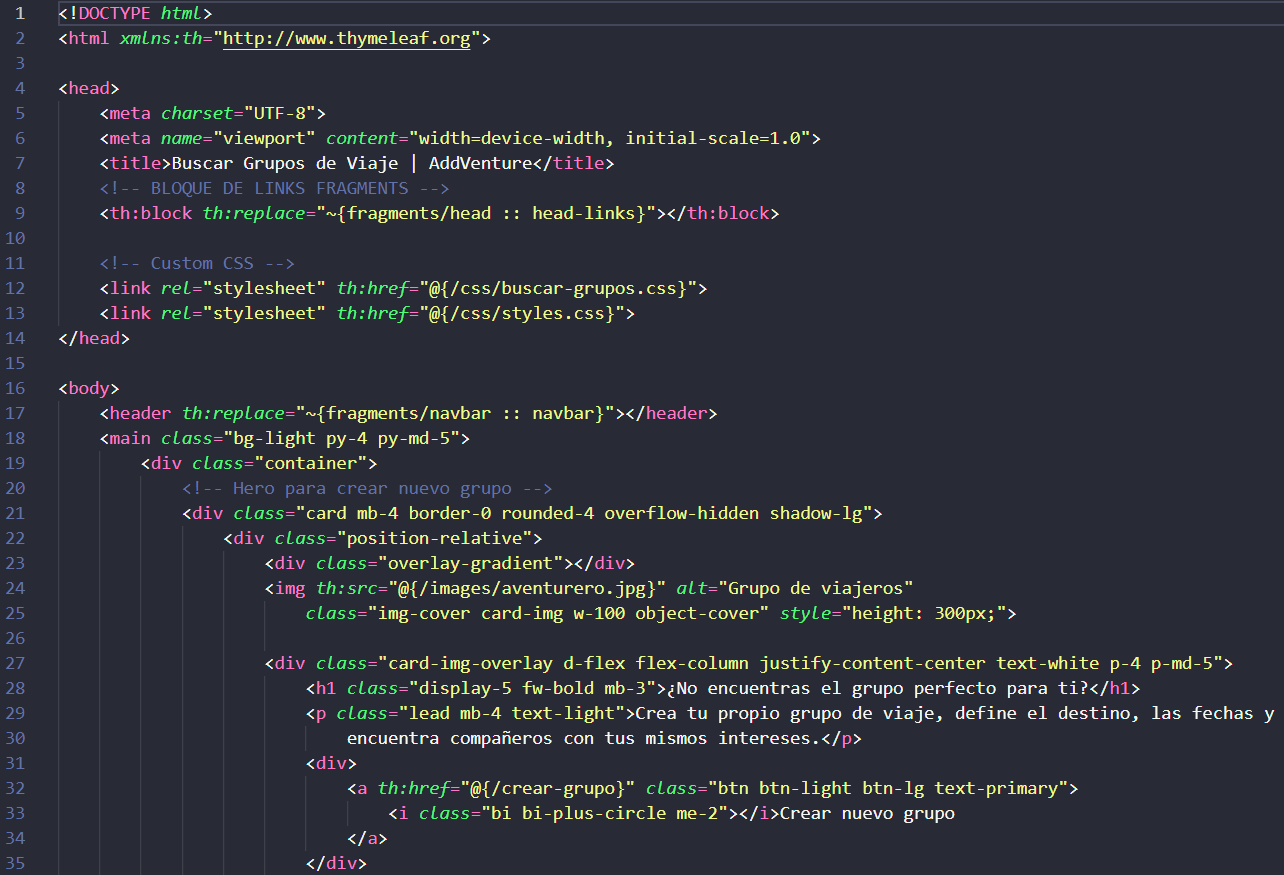 1 <!DOCTYPE html>
2 <html xmlns:th="http://www.thymeleaf.org">
3
4 <head>
5     <meta charset="UTF-8">
6     <meta name="viewport" content="width=device-width, initial-scale=1.0">
7     <title>Buscar Grupos de Viaje | AddVenture</title>
8     <!-- BLOQUE DE LINKS FRAGMENTS -->
9     <th:block th:replace="~{fragments/head :: head-links}"></th:block>
10
11     <!-- Custom CSS -->
12     <link rel="stylesheet" th:href="@{/css/buscar-grupos.css}">
13     <link rel="stylesheet" th:href="@{/css/styles.css}">
14 </head>
15
16 <body>
17     <header th:replace="~{fragments/navbar :: navbar}"></header>
18     <main class="bg-light py-4 py-md-5">
19         <div class="container">
20             <!-- Hero para crear nuevo grupo -->
21             <div class="card mb-4 border-0 rounded-4 overflow-hidden shadow-lg">
22                 <div class="position-relative">
23                     <div class="overlay-gradient"></div>
24                     <img th:src="@{/images/aventurero.jpg}" alt="Grupo de viajeros"
25                         class="img-cover card-img w-100 object-cover" style="height: 300px;">
26
27                     <div class="card-img-overlay d-flex flex-column justify-content-center text-white p-4 p-md-5">
28                         <h1 class="display-5 fw-bold mb-3">¿No encuentras el grupo perfecto para ti?</h1>
29                         <p class="lead mb-4 text-light">Crea tu propio grupo de viaje, define el destino, las fechas y
30                             encuentra compañeros con tus mismos intereses.</p>
31                         <div>
32                             <a th:href="@{/crear-grupo}" class="btn btn-light btn-lg text-primary">
33                                 <i class="bi bi-plus-circle me-2"></i>Crear nuevo grupo
34                             </a>
35                         </div>